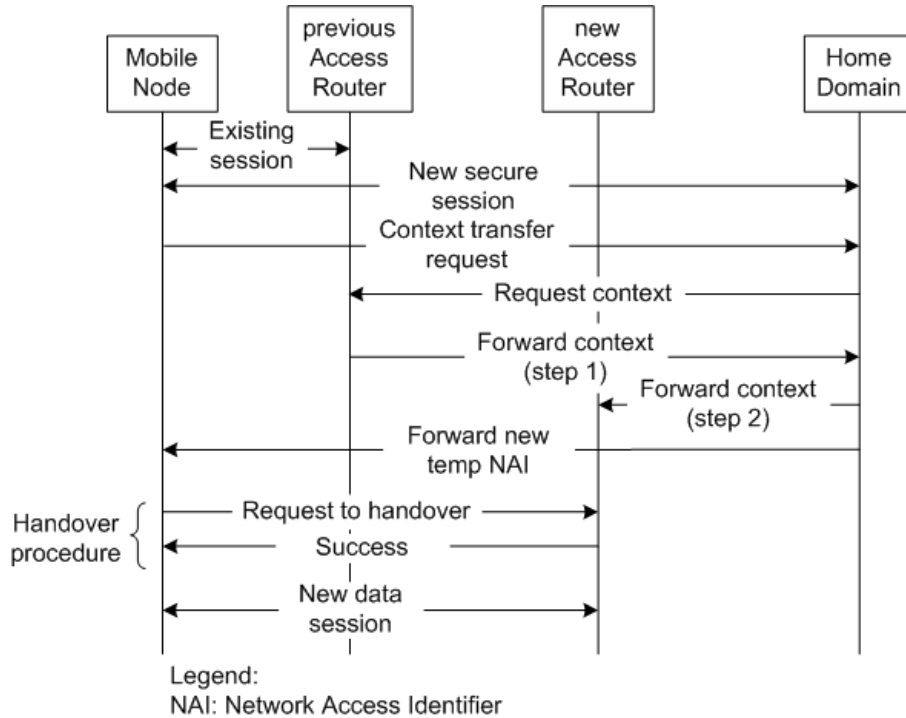 Mobile
Node
previous
Access
Router
new
Access
Router
Home
Domain
Existing
session
New secure
session
Context transfer
request
Request context
Forward context
(step 1)
Forward context
(step 2)
Forward new
temp NAI
Handover
procedure
Request to handover
Success
New data
session
Legend:
NAI: Network Access Identifier